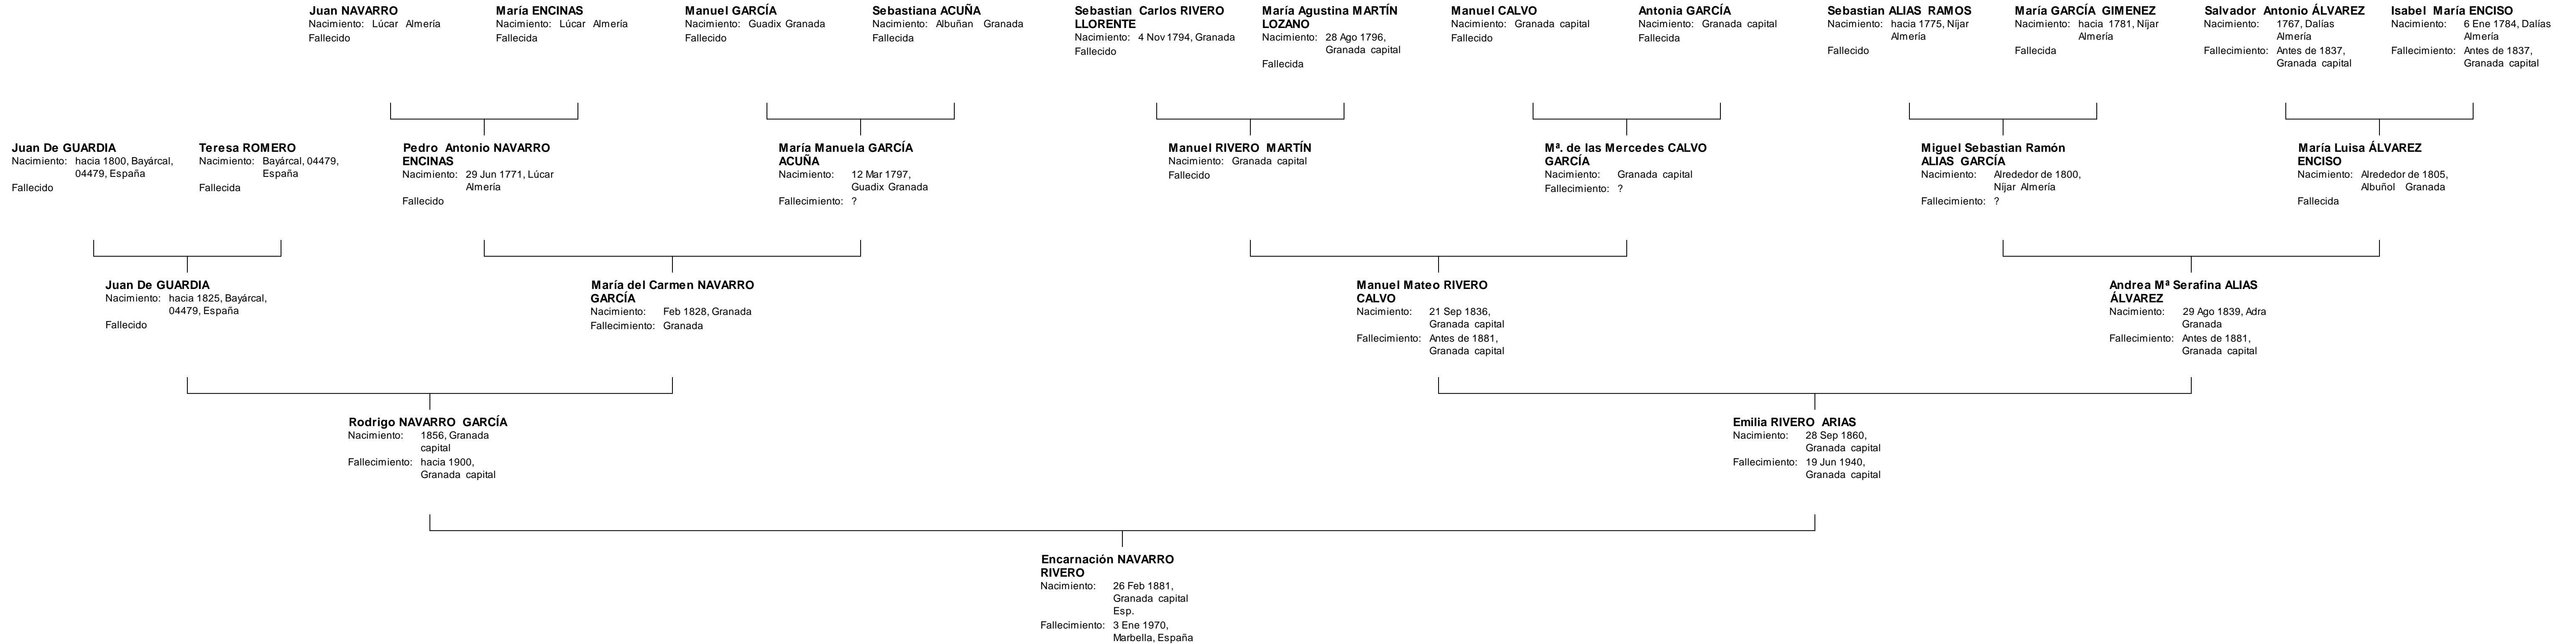 Juan NAVARRO
Nacimiento: Lúcar Almería
Fallecido
María ENCINAS
Nacimiento: Lúcar Almería
Fallecida
Manuel GARCÍA
Nacimiento: Guadix Granada
Fallecido
Sebastiana ACUÑA
Nacimiento: Albuñan Granada
Fallecida
Sebastian Carlos RIVERO
LLORENTE
Nacimiento: 4 Nov 1794, Granada
Fallecido
María Agustina MARTÍN
LOZANO
Nacimiento: 28 Ago 1796,
Granada capital
Fallecida
Manuel CALVO
Nacimiento: Granada capital
Fallecido
Antonia GARCÍA
Nacimiento: Granada capital
Fallecida
Sebastian ALIAS RAMOS
Nacimiento: hacia 1775, Níjar
Almería
Fallecido
María GARCÍA GIMENEZ
Nacimiento: hacia 1781, Níjar
Almería
Fallecida
Salvador Antonio ÁLVAREZ
Nacimiento: 1767, Dalías
Almería
Fallecimiento: Antes de 1837,
Granada capital
Isabel María ENCISO
Nacimiento: 6 Ene 1784, Dalías
Almería
Fallecimiento: Antes de 1837,
Granada capital
Juan De GUARDIA
Nacimiento: hacia 1800, Bayárcal,
04479, España
Fallecido
Teresa ROMERO
Nacimiento: Bayárcal, 04479,
España
Fallecida
Pedro Antonio NAVARRO
ENCINAS
Nacimiento: 29 Jun 1771, Lúcar
Almería
Fallecido
María Manuela GARCÍA
ACUÑA
Nacimiento: 12 Mar 1797,
Guadix Granada
Fallecimiento: ?
Manuel RIVERO MARTÍN
Nacimiento: Granada capital
Fallecido
Mª. de las Mercedes CALVO
GARCÍA
Nacimiento: Granada capital
Fallecimiento: ?
Miguel Sebastian Ramón
ALIAS GARCÍA
Nacimiento: Alrededor de 1800,
Níjar Almería
Fallecimiento: ?
María Luisa ÁLVAREZ
ENCISO
Nacimiento: Alrededor de 1805,
Albuñol Granada
Fallecida
Juan De GUARDIA
Nacimiento: hacia 1825, Bayárcal,
04479, España
Fallecido
María del Carmen NAVARRO
GARCÍA
Nacimiento: Feb 1828, Granada
Fallecimiento: Granada
Manuel Mateo RIVERO
CALVO
Nacimiento: 21 Sep 1836,
Granada capital
Fallecimiento: Antes de 1881,
Granada capital
Andrea Mª Serafina ALIAS
ÁLVAREZ
Nacimiento: 29 Ago 1839, Adra
Granada
Fallecimiento: Antes de 1881,
Granada capital
Rodrigo NAVARRO GARCÍA
Nacimiento: 1856, Granada
capital
Fallecimiento: hacia 1900,
Granada capital
Emilia RIVERO ARIAS
Nacimiento: 28 Sep 1860,
Granada capital
Fallecimiento: 19 Jun 1940,
Granada capital
Encarnación NAVARRO
RIVERO
Nacimiento: 26 Feb 1881,
Granada capital
Esp.
Fallecimiento: 3 Ene 1970,
Marbella, España